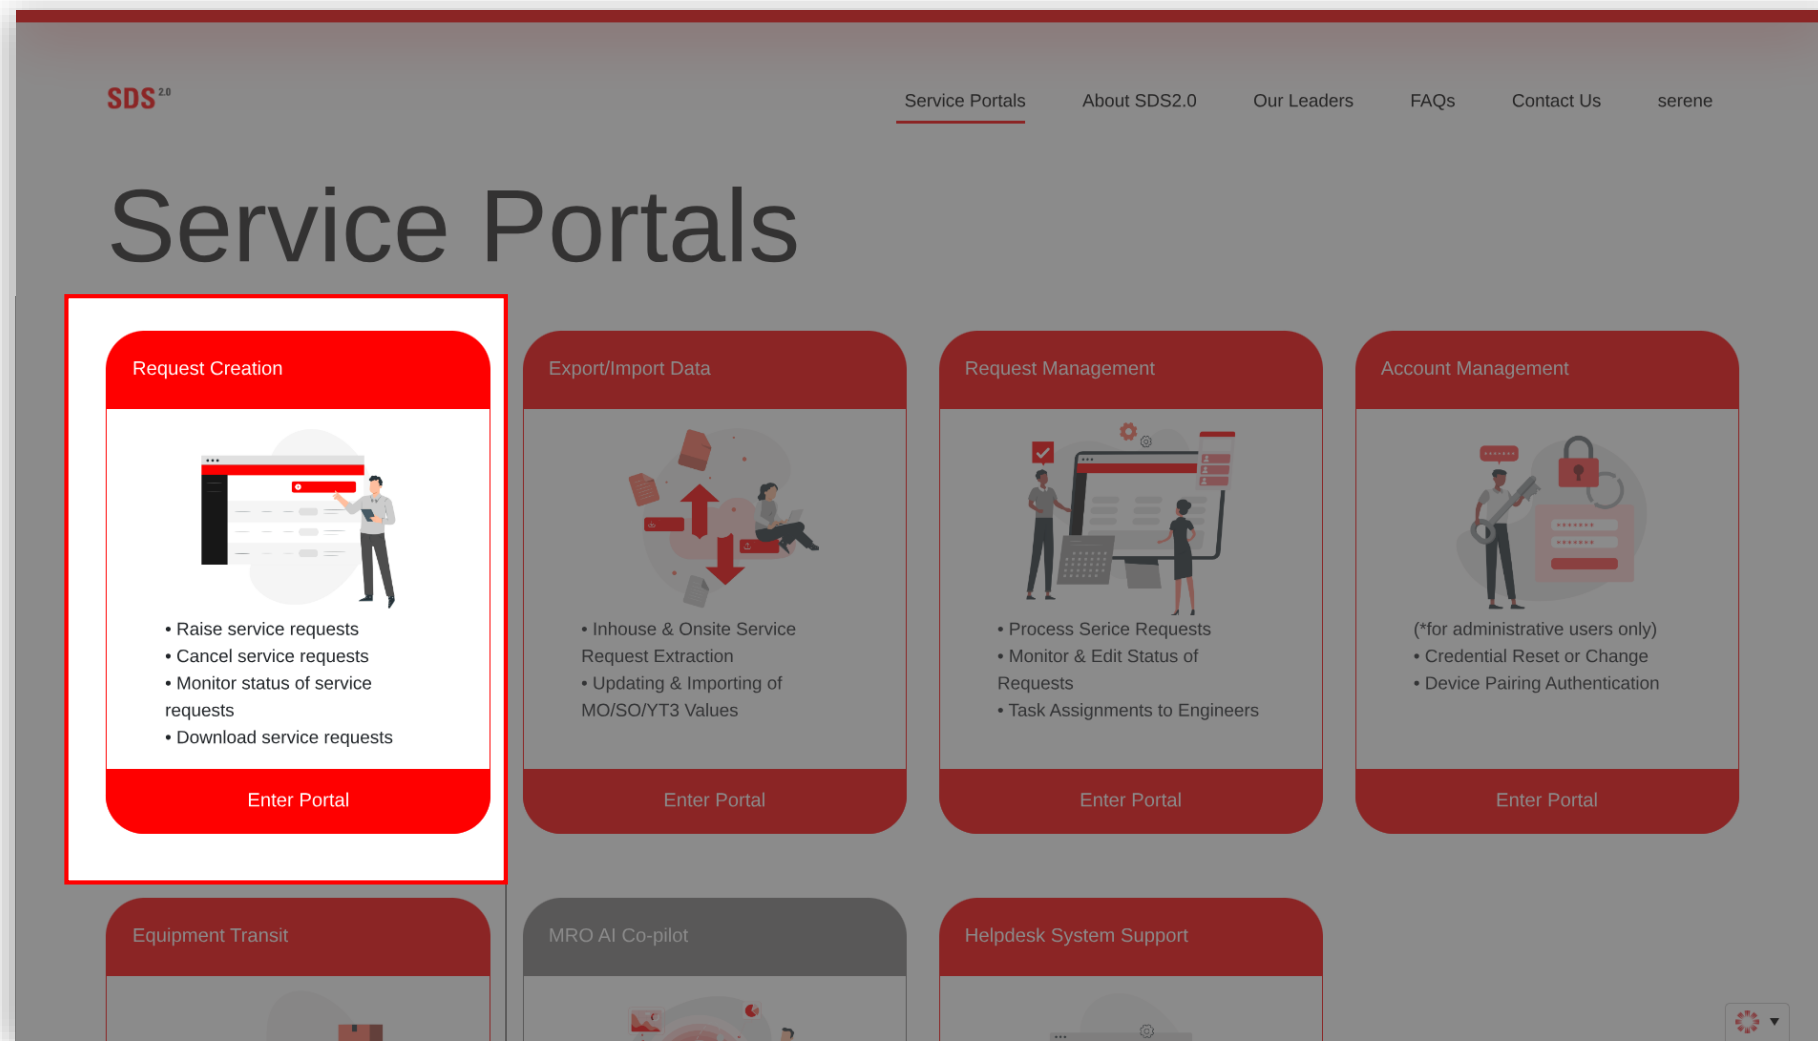 SDS 2.0
Service Portals
About SDS2.0
Our Leaders
FAQs
Contact Us
serene
Service Portals
Request Creation
• Raise service requests
• Cancel service requests
• Monitor status of service
requests
• Download service requests
Enter Portal
Export/Import Data
• Inhouse & Onsite Service
Request Extraction
• Updating & Importing of
MO/SO/YT3 Values
Enter Portal
Request Management
• Process Serice Requests
• Monitor & Edit Status of
Requests
• Task Assignments to Engineers
Enter Portal
Account Management
(*for administrative users only)
• Credential Reset or Change
• Device Pairing Authentication
Enter Portal
Equipment Transit
MRO AI Co-pilot
Helpdesk System Support